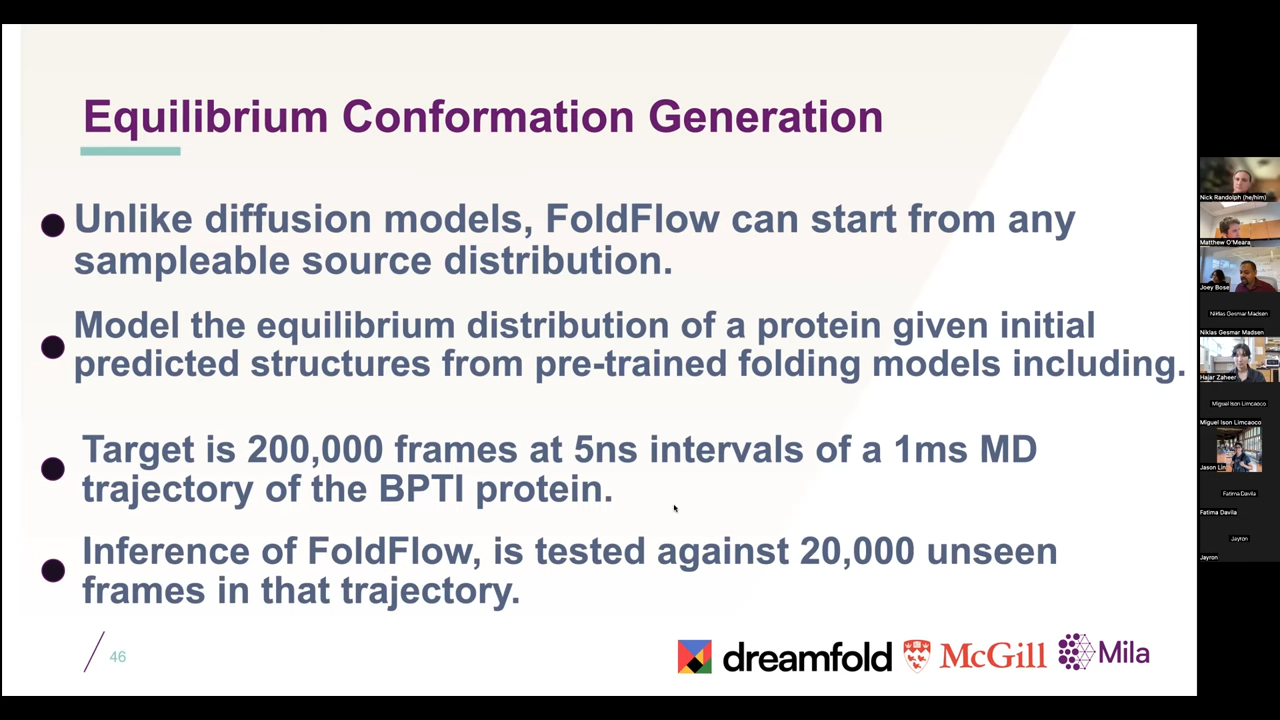 Equilibrium Conformation Generation
Unlike diffusion models, FoldFlow can start from any
sampleable source distribution.
Model the equilibrium distribution of a protein given initial
predicted structures from pre-trained folding models including.
Target is 200,000 frames at 5ns intervals of a 1ms MD
trajectory of the BPTI protein.
Inference of FoldFlow, is tested against 20,000 unseen
frames in that trajectory.
46
dreamfold
McGill
Mila
Nick Randolph (he/him)
Matthew O'Meara
Joey Bose
Niklas Gesmar Madsen
Niklas Gesmar Madsen
Hajar Zaheer
Miguel Ison Limcaoco
Miguel Ison Limcaoco
Jason Lin
Fatima Davila
Fatima Davila
Jayron
Jayron